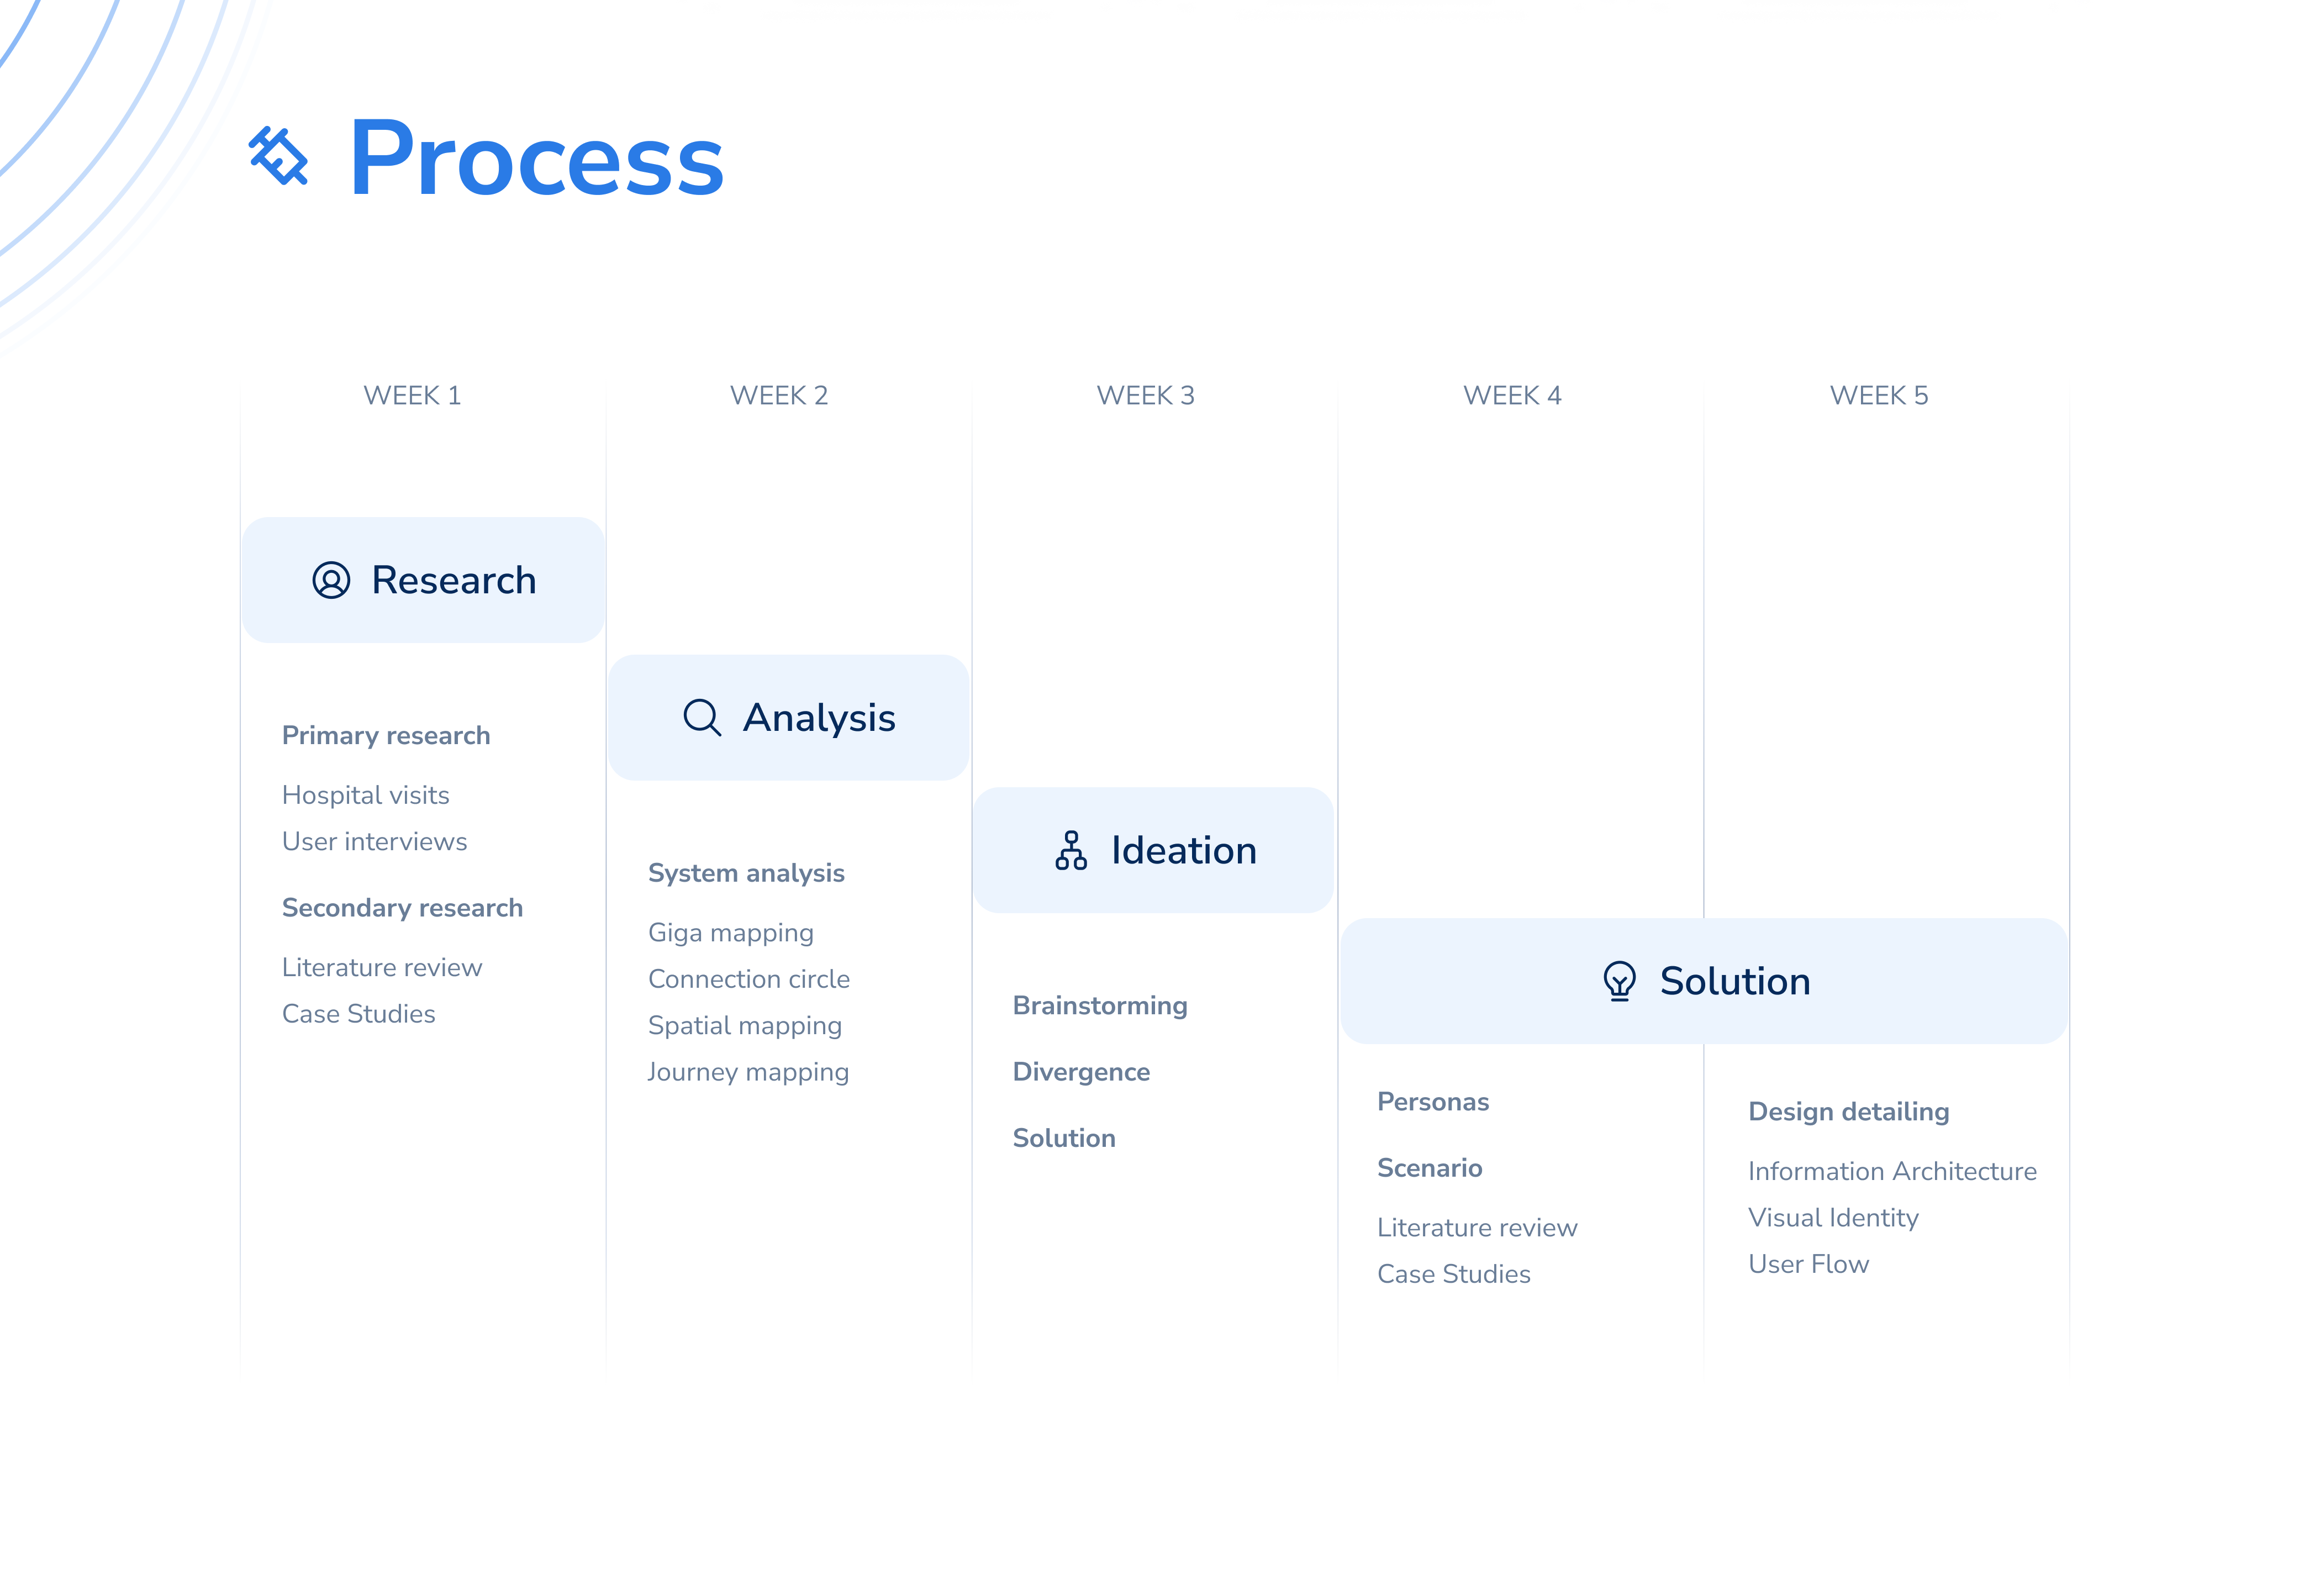 Process
WEEK 1
WEEK 2
WEEK 3
WEEK 4
WEEK 5
Research
Primary research
Hospital visits
User interviews
Secondary research
Literature review
Case Studies
Analysis
System analysis
Giga mapping
Connection circle
Spatial mapping
Journey mapping
Ideation
Brainstorming
Divergence
Solution
Solution
Personas
Scenario
Literature review
Case Studies
Design detailing
Information Architecture
Visual Identity
User Flow